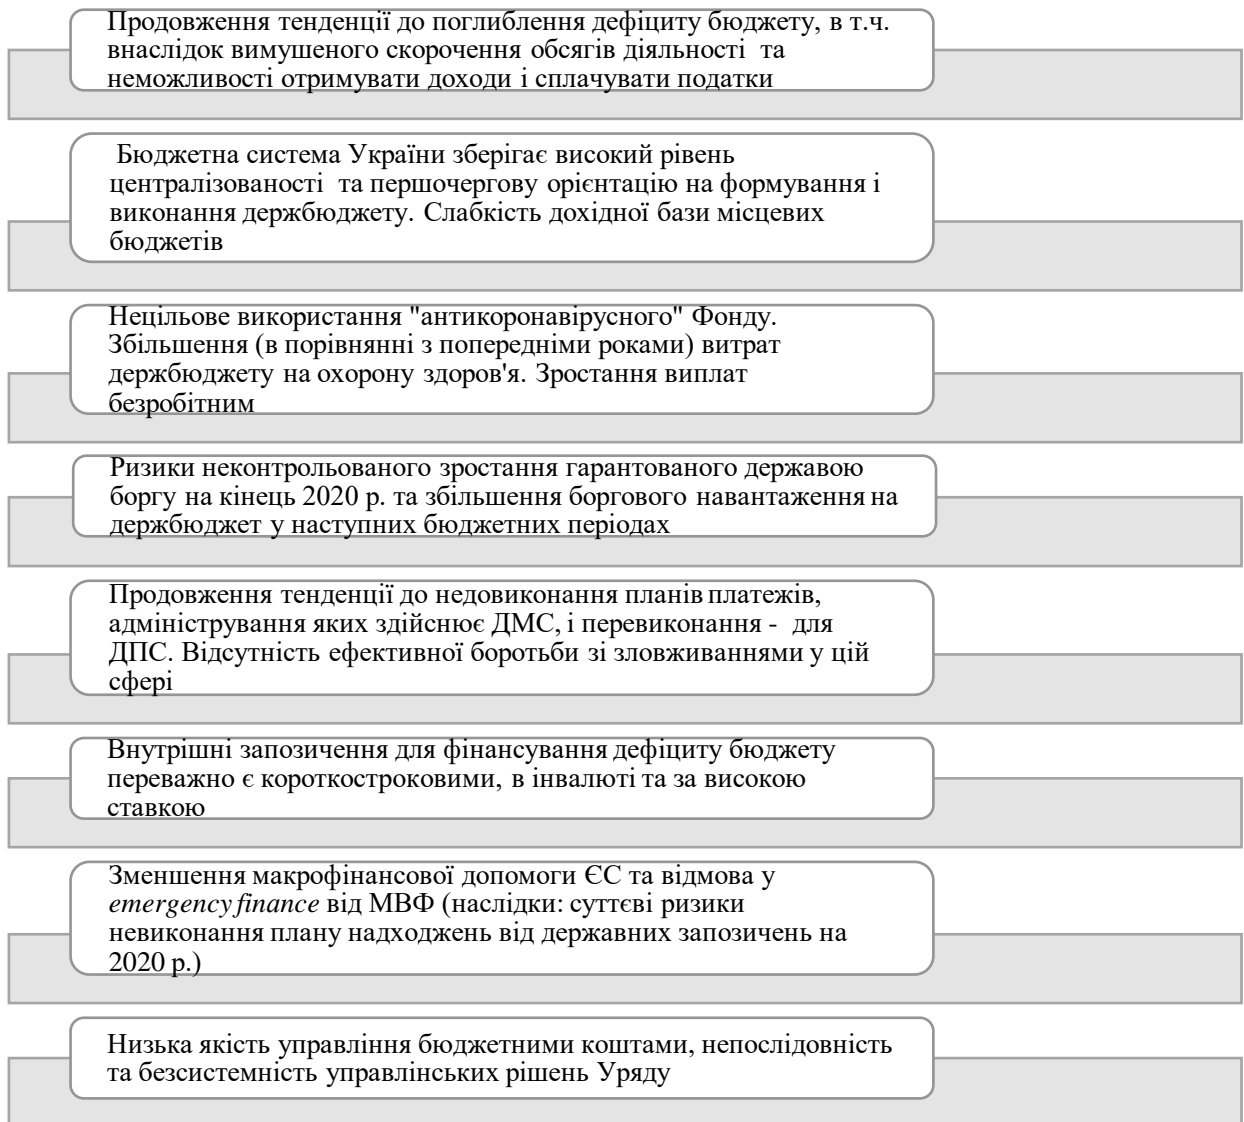 Продовження тенденції до поглиблення дефіциту бюджету, в т.ч.
внаслідок вимушеного скорочення обсягів діяльності та
неможливості отримувати доходи і сплачувати податки
Бюджетна система України зберігає високий рівень
централізованості та першочергову орієнтацію на формування і
виконання держбюджету. Слабкість дохідної бази місцевих
бюджетів
Нецільове використання "антикоронавірусного" Фонду.
Збільшення (в порівнянні з попередніми роками) витрат
держбюджету на охорону здоров'я. Зростання виплат
безробітним
Ризики неконтрольованого зростання гарантованого державою
боргу на кінець 2020 р. та збільшення боргового навантаження на
держбюджет у наступних бюджетних періодах
Продовження тенденції до недовиконання планів платежів,
адміністрування яких здійснює ДМС, і перевиконання - для
ДПС. Відсутність ефективної боротьби зі зловживаннями у цій
сфері
Внутрішні запозичення для фінансування дефіциту бюджету
переважно є короткостроковими, в інвалюті та за високою
ставкою
Зменшення макрофінансової допомоги ЄС та відмова у
emergency finance від МВФ (наслідки: суттєві ризики
невиконання плану надходжень від державних запозичень на
2020 р.)
Низька якість управління бюджетними коштами, непослідовність
та безсистемність управлінських рішень Уряду